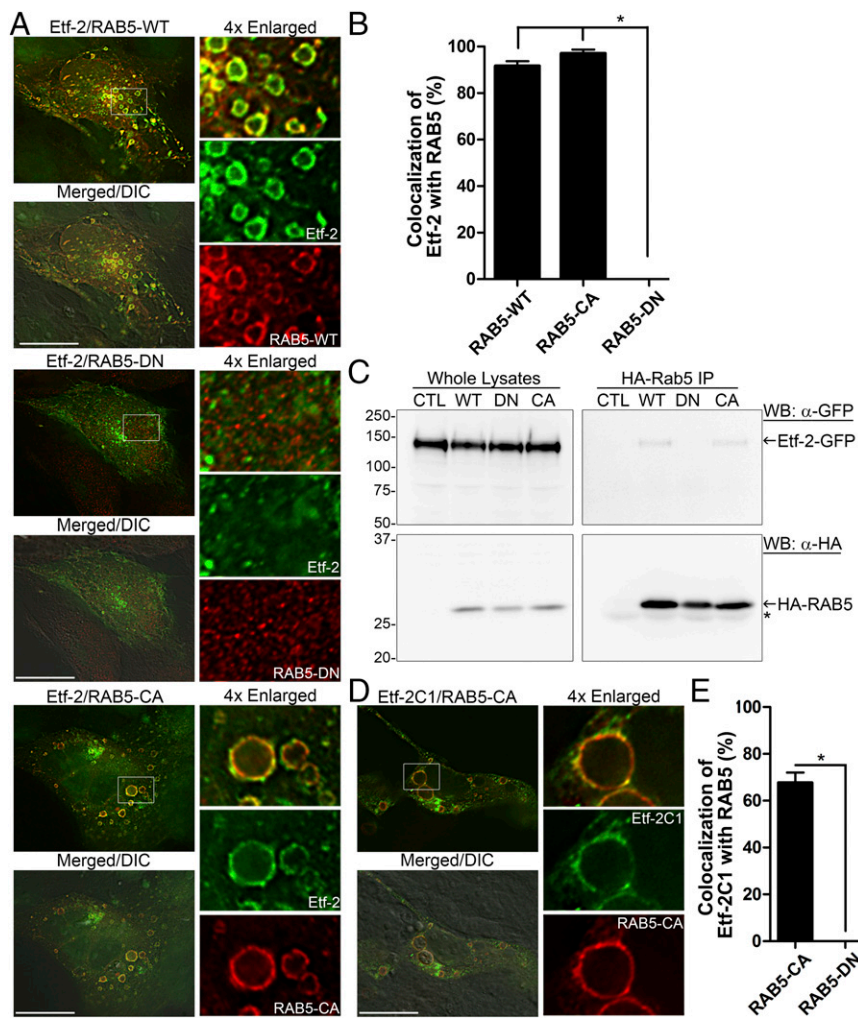 A
Etf-2/RAB5-WT
4x Enlarged
Etf-2
RAB5-WT
Merged/DIC
Etf-2/RAB5-DN
4x Enlarged
Etf-2
RAB5-DN
Merged/DIC
Etf-2/RAB5-CA
4x Enlarged
Etf-2
RAB5-CA
Merged/DIC
B
Colocalization of
Etf-2 with RAB5 (%)
100
80
60
40
20
0
*
RAB5-WT
RAB5-CA
RAB5-DN
C
Whole Lysates
HA-Rab5 IP
CTL WT DN CA
CTL WT DN CA
250
150
100
75
50
37
25
20
WB: α-GFP
←Etf-2-GFP
WB: α-HA
←HA-RAB5
*
D
Etf-2C1/RAB5-CA
4x Enlarged
Etf-2C1
RAB5-CA
Merged/DIC
E
Colocalization of
Etf-2C1 with RAB5 (%)
100
80
60
40
20
0
*
RAB5-CA
RAB5-DN